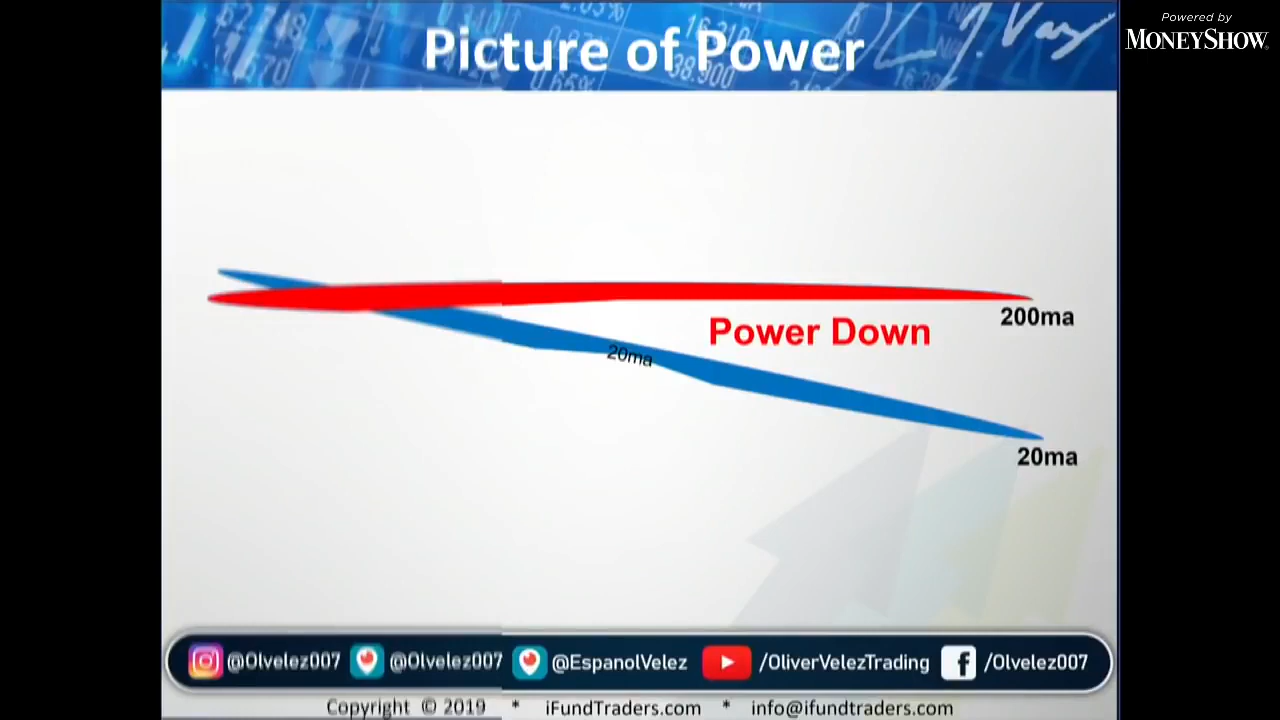 Powered by
MONEYSHOW
Picture of Power
200ma
Power Down
20ma
20ma
@Olvelez007 @Olvelez007 @EspanolVelez /OliverVelezTrading /Olvelez007
Copyright © 2019 * iFundTraders.com * info@ifundtraders.com